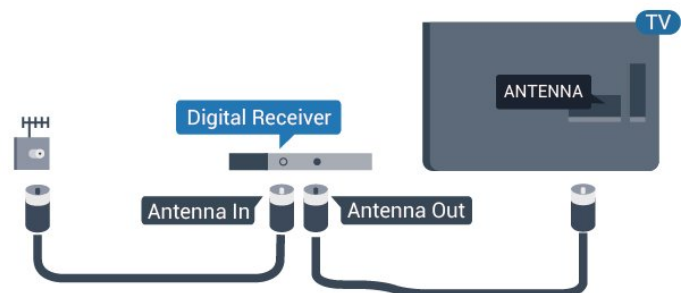 TV
ANTENNA
Digital Receiver
Antenna In
Antenna Out